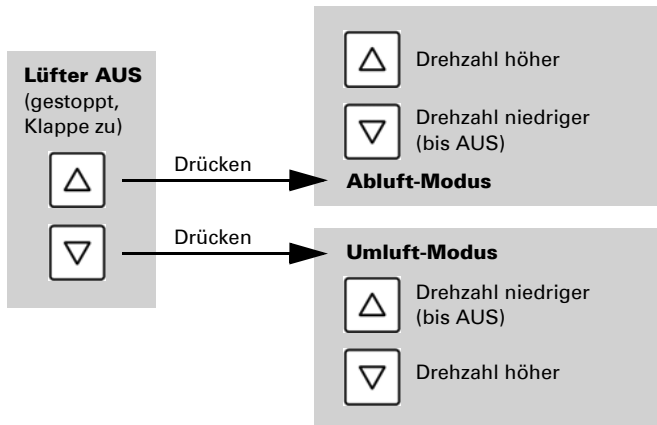 Lüfter AUS
(gestoppt,
Klappe zu)
Drücken
Drücken
Drehzahl höher
Drehzahl niedriger
(bis AUS)
Abluft-Modus
Umluft-Modus
Drehzahl niedriger
(bis AUS)
Drehzahl höher